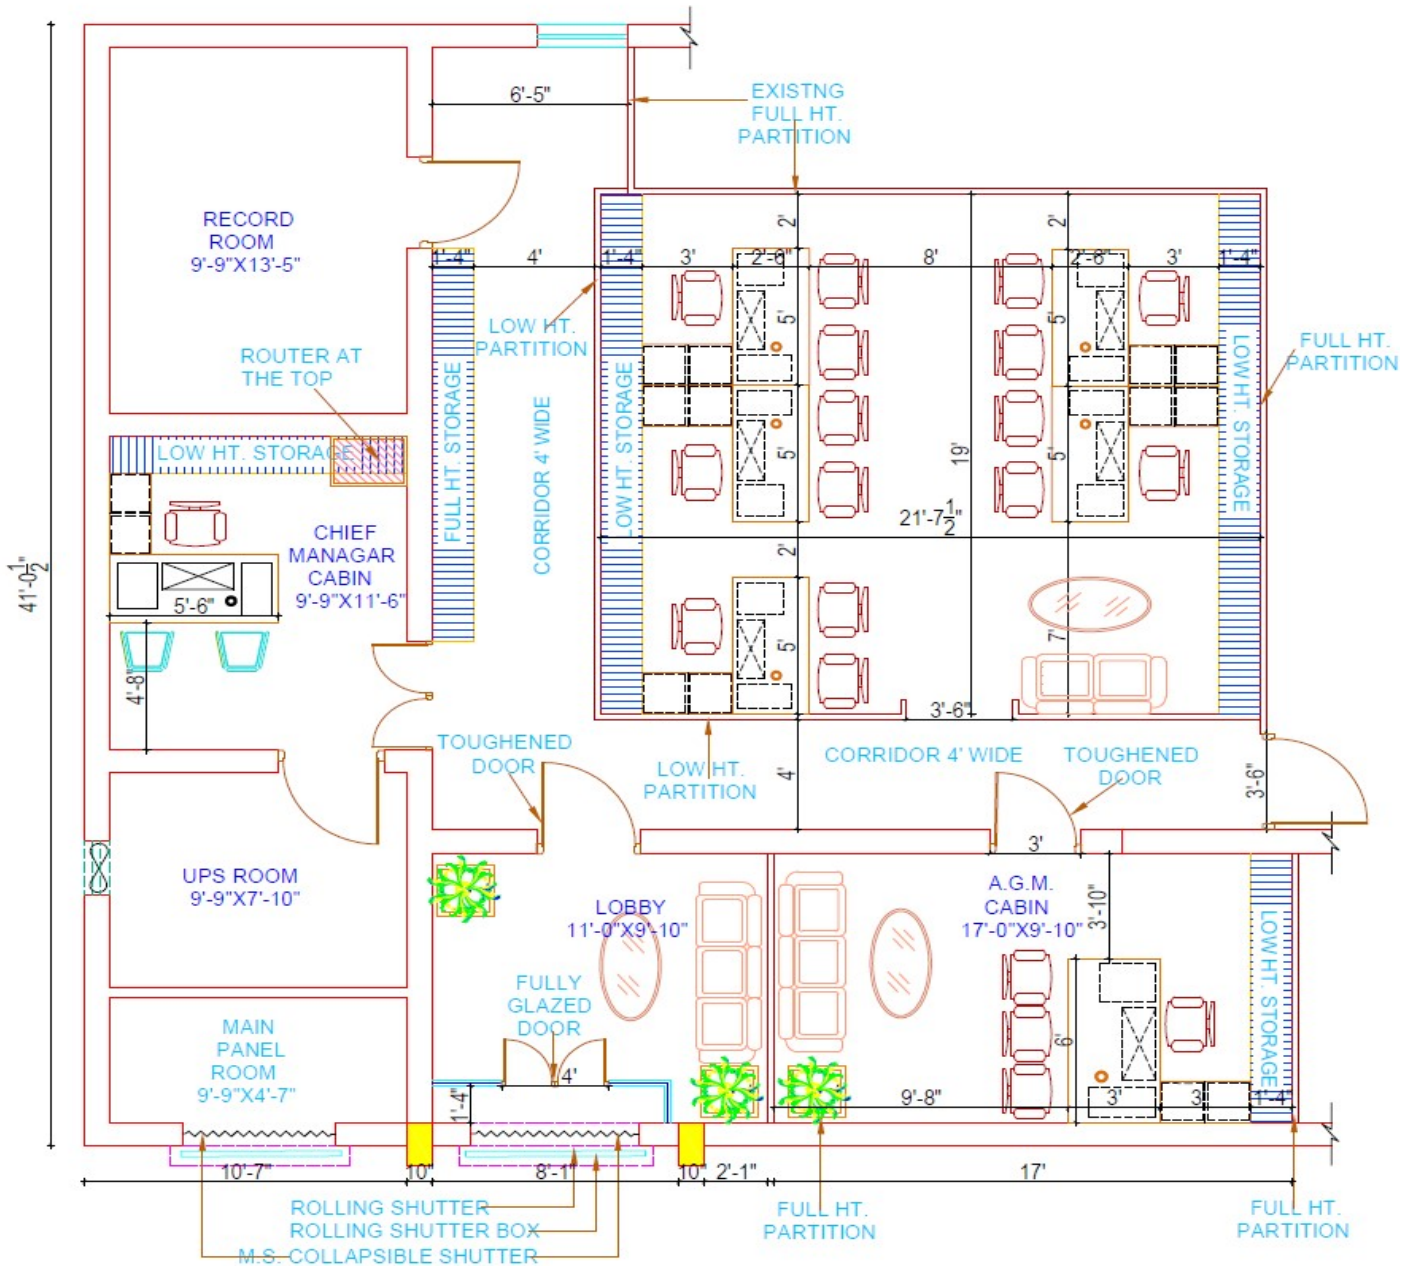 6'-5"
EXISTNG
FULL HT.
PARTITION
RECORD
ROOM
9'-9"X13'-5"
2'
2'
1'-4"
4'
1'-4"
3'
2'-6"
8'
2'-6"
3'
1'-4"
LOW HT.
PARTITION
5'
5'
FULL HT.
PARTITION
ROUTER AT
THE TOP
FULL HT. STORAGE
CORRIDOR 4' WIDE
LOW HT. STORAGE
LOW HT. STORAGE
LOW HT. STORAGE
5'
5'
19'
21'-7 1/2"
CHIEF
MANAGAR
CABIN
9'-9"X11'-6"
41'-0 1/2"
5'-6"
2'
5'
7'
4'-8"
3'-6"
TOUGHENED
DOOR
LOW HT.
PARTITION
4'
CORRIDOR 4' WIDE
TOUGHENED
DOOR
3'-6"
3'
UPS ROOM
9'-9"X7'-10"
LOBBY
11'-0"X9'-10"
A.G.M.
CABIN
17'-0"X9'-10"
3'-10"
LOW HT. STORAGE
FULLY
GLAZED
DOOR
MAIN
PANEL
ROOM
9'-9"X4'-7"
4'
1'-4"
6'
9'-8"
3'
3
1'-4"
10'-7"
10"
8'-1"
10"
2'-1"
17'
ROLLING SHUTTER
ROLLING SHUTTER BOX
M.S. COLLAPSIBLE SHUTTER
FULL HT.
PARTITION
FULL HT.
PARTITION